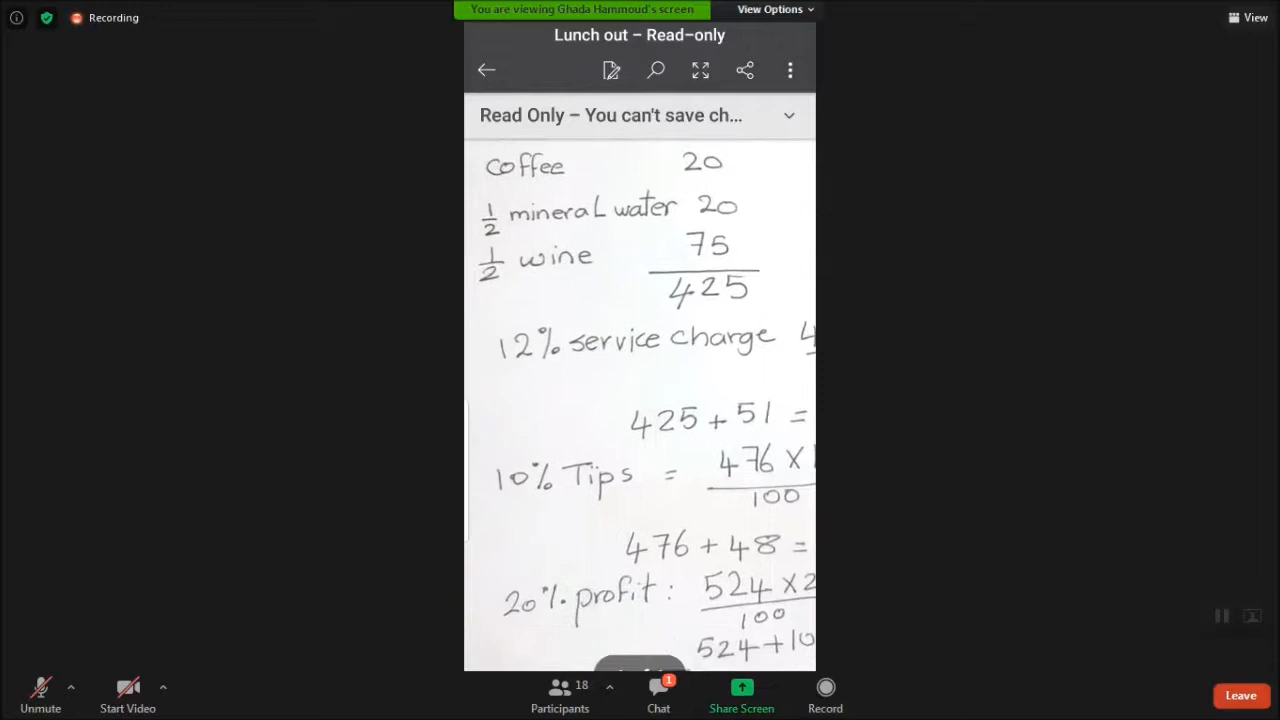 You are viewing Ghada Hammoud's screen
View Options
Recording
View
Lunch out – Read-only
Read Only – You can't save ch...
coffee 20
1/2 mineral water 20
1/2 wine 75
425
12% service charge 4
425 + 51 =
10% Tips = 476 X
100
476 + 48 =
20% profit: 524 X 2
100
524 + 10
Unmute
Start Video
18
Participants
1
Chat
Share Screen
Record
Leave